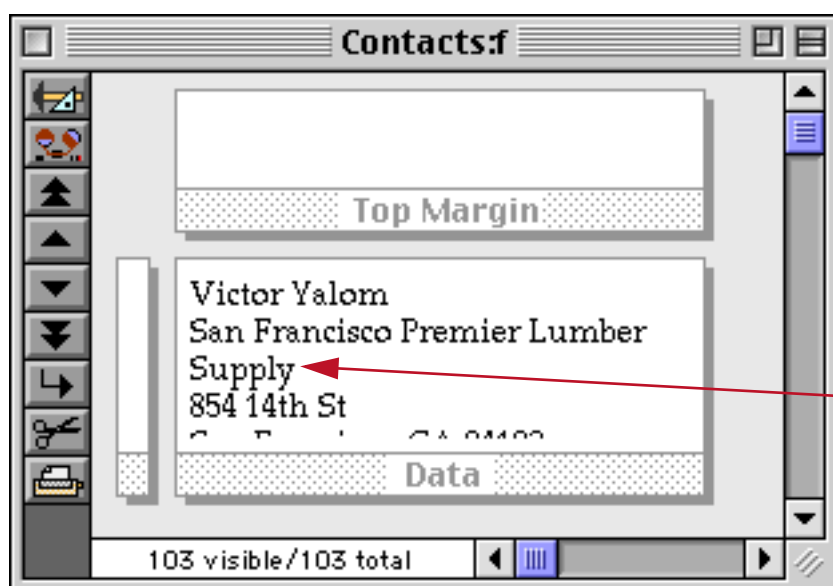 Contacts:f
Top Margin
Victor Yalom
San Francisco Premier Lumber
Supply
854 14th St
Data
103 visible/103 total